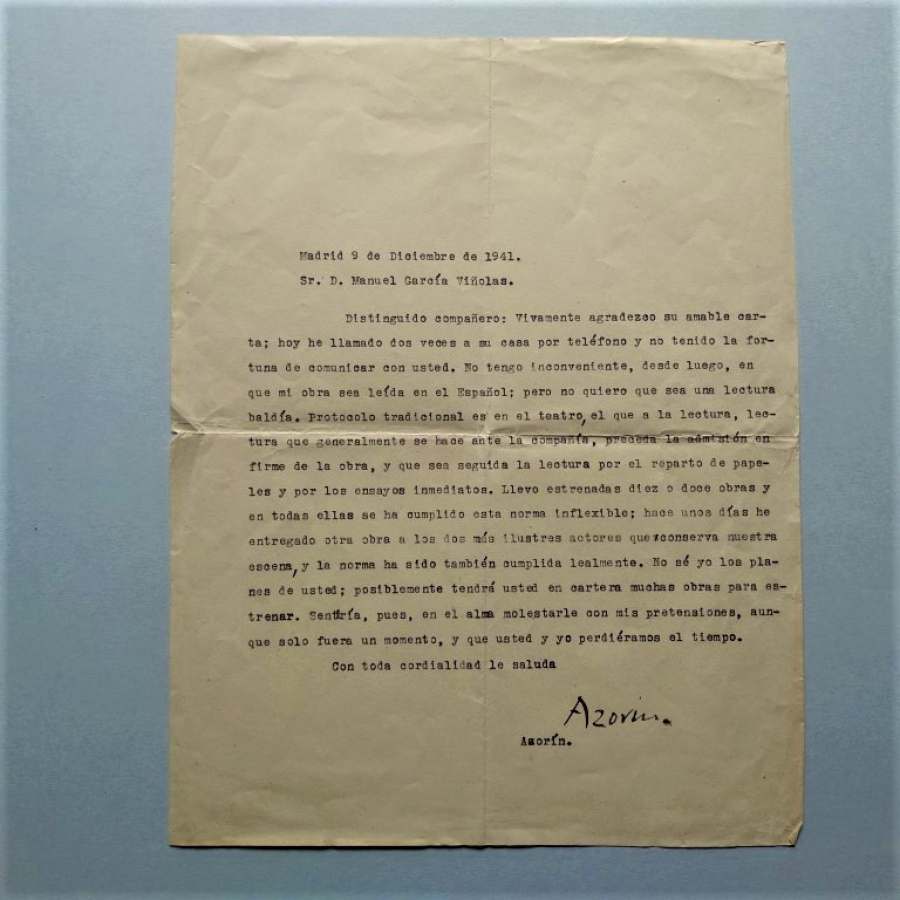 Madrid 9 de Diciembre de 1941.
Sr. D. Manuel García Viñolas.
Distinguido compañero: Vivamente agradezco su amable car-
ta; hoy he llamado dos veces a su casa por teléfono y no tenido la for-
tuna de comunicar con usted. No tengo inconveniente, desde luego, en
que mi obra sea leída en el Español; pero no quiero que sea una lectura
baldía. Protocolo tradicional es en el teatro, el que a la lectura, lec-
tura que generalmente se hace ante la compañía, preceda la admisión en
firme de la obra, y que sea seguida la lectura por el reparto de pape-
les y por los ensayos inmediatos. Llevo estrenadas diez o doce obras y
en todas ellas se ha cumplido esta norma inflexible; hace unos días he
entregado otra obra a los dos más ilustres actores que conserva nuestra
escena, y la norma ha sido también cumplida lealmente. No sé yo los pla-
nes de usted; posiblemente tendrá usted en cartera muchas obras para es-
trenar. Sentiría, pues, en el alma molestarle con mis pretensiones, aun-
que solo fuera un momento, y que usted y yo perdiéramos el tiempo.
Con toda cordialidad le saluda
Azorín.
Azorín.